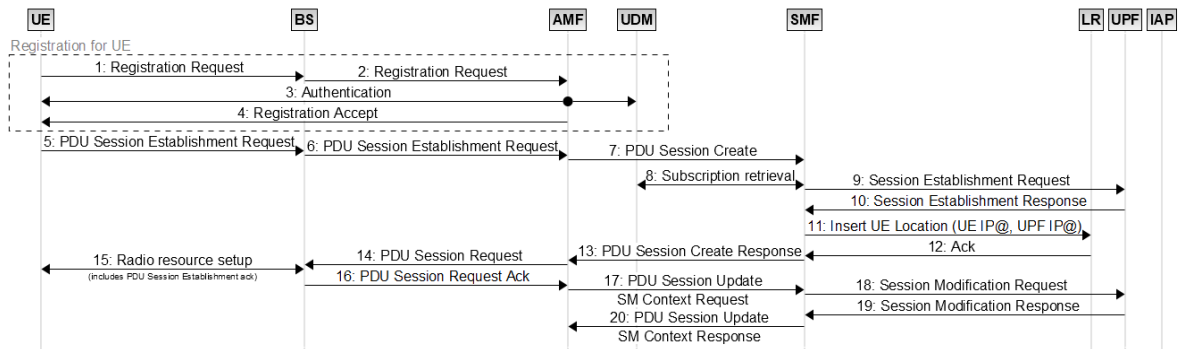 UE BS AMF UDM SMF LR UPF IAP
Registration for UE
1: Registration Request
2: Registration Request
3: Authentication
4: Registration Accept
5: PDU Session Establishment Request
6: PDU Session Establishment Request
7: PDU Session Create
8: Subscription retrieval
9: Session Establishment Request
10: Session Establishment Response
11: Insert UE Location (UE IP@, UPF IP@)
12: Ack
13: PDU Session Create Response
14: PDU Session Request
15: Radio resource setup
(includes PDU Session Establishment ack)
16: PDU Session Request Ack
17: PDU Session Update
SM Context Request
18: Session Modification Request
19: Session Modification Response
20: PDU Session Update
SM Context Response